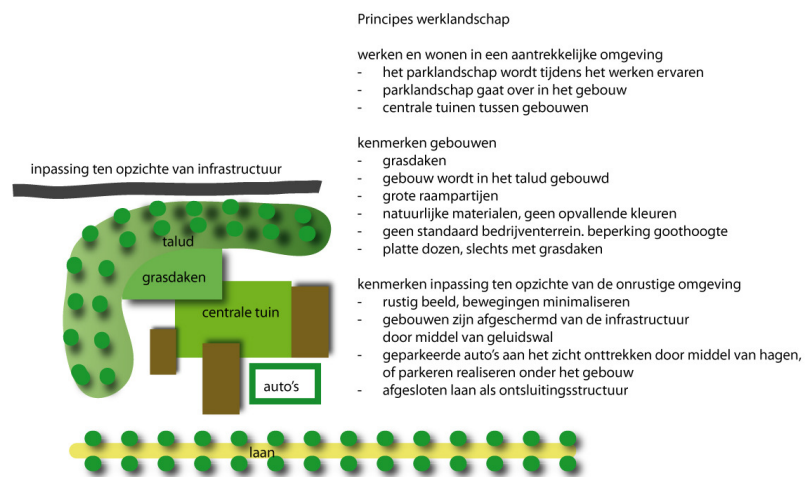 Principes werklandschap
werken en wonen in een aantrekkelijke omgeving
- het parklandschap wordt tijdens het werken ervaren
- parklandschap gaat over in het gebouw
- centrale tuinen tussen gebouwen
kenmerken gebouwen
- grasdaken
- gebouw wordt in het talud gebouwd
- grote raampartijen
- natuurlijke materialen, geen opvallende kleuren
- geen standaard bedrijventerrein. beperking goothoogte
- platte dozen, slechts met grasdaken
kenmerken inpassing ten opzichte van de onrustige omgeving
- rustig beeld, bewegingen minimaliseren
- gebouwen zijn afgeschermd van de infrastructuur
door middel van geluidswal
- geparkeerde auto's aan het zicht onttrekken door middel van hagen,
of parkeren realiseren onder het gebouw
- afgesloten laan als ontsluitingsstructuur
inpassing ten opzichte van infrastructuur
talud
grasdaken
centrale tuin
auto's
laan